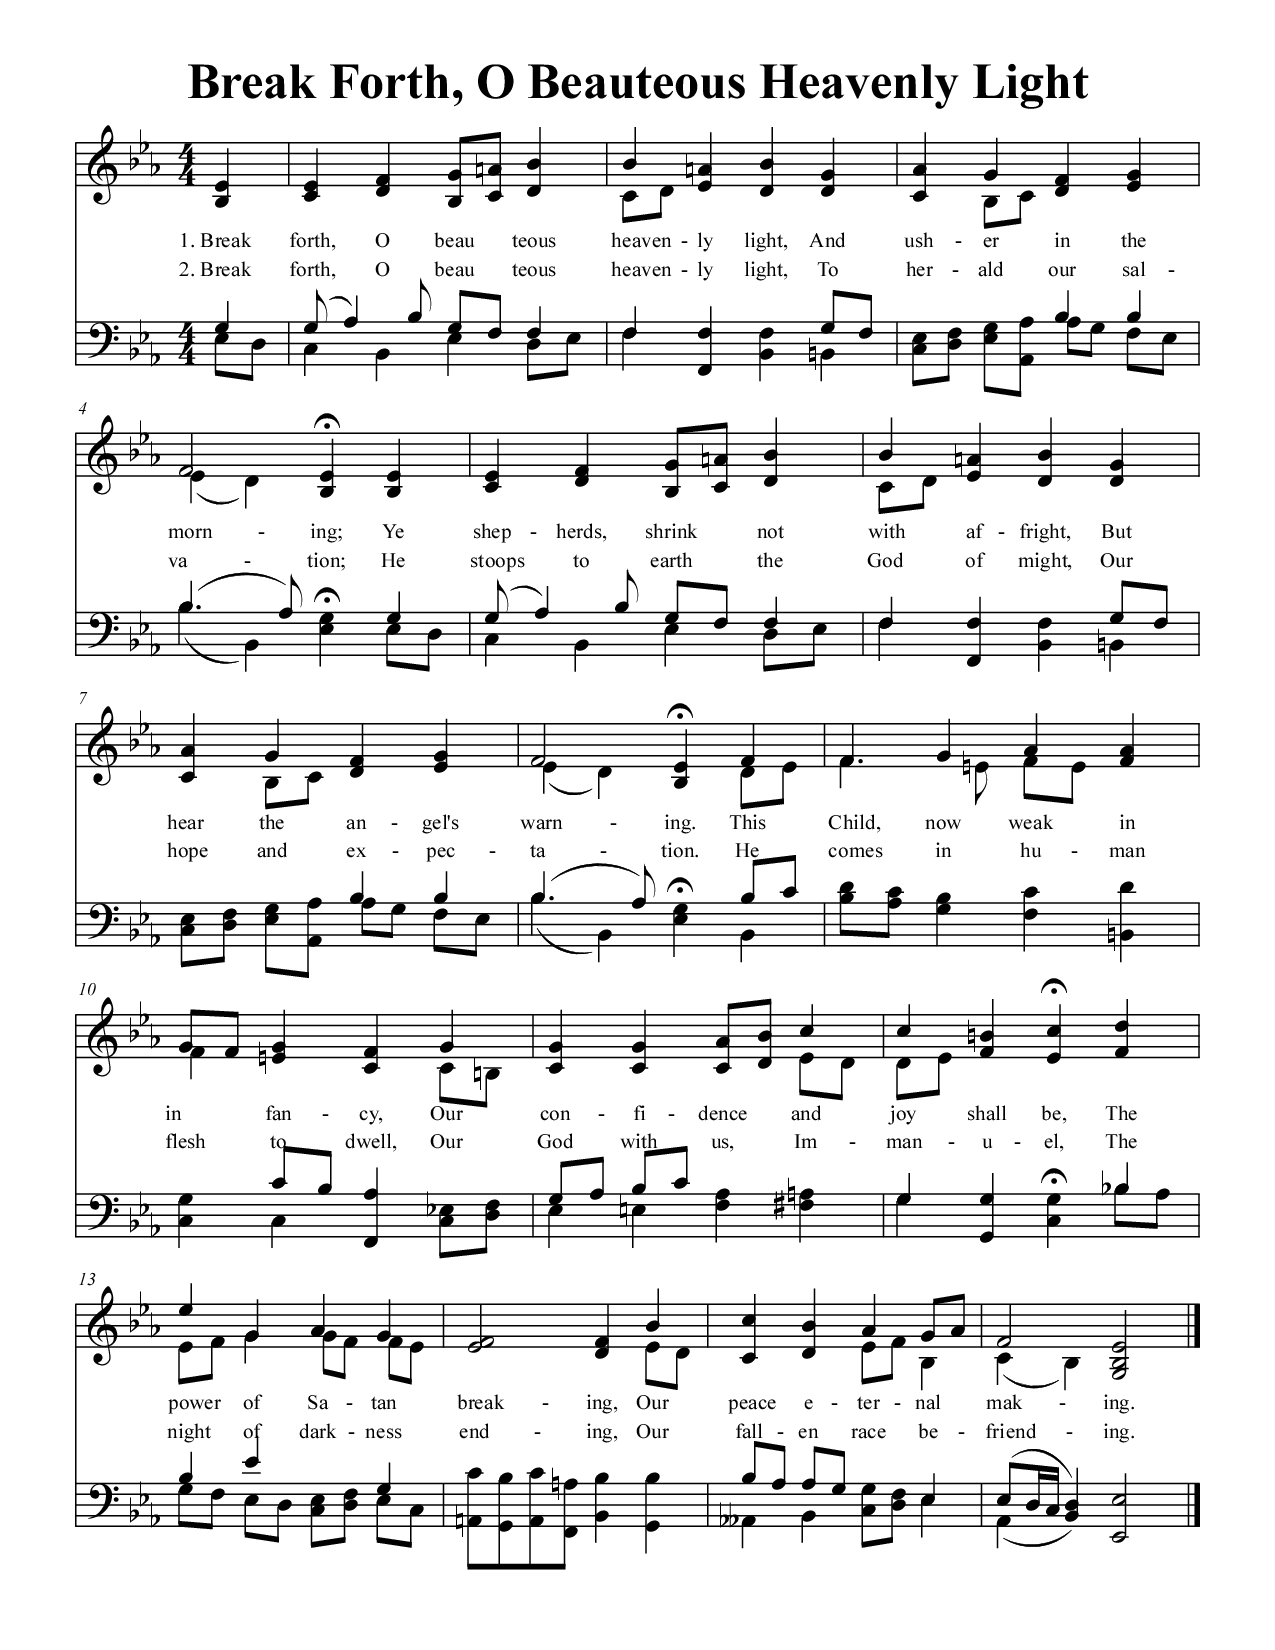 Break Forth, O Beauteous Heavenly Light
4 4
1. Break forth, O beau teous heaven - ly light, And ush - er in the
2. Break forth, O beau teous heaven - ly light, To her - ald our sal -
4 4
4
morn - ing; Ye shep - herds, shrink not with af - fright, But
va - tion; He stoops to earth the God of might, Our
7
hear the an - gel's warn - ing. This Child, now weak in
hope and ex - pec - ta - tion. He comes in hu - man
10
in fan - cy, Our con - fi - dence and joy shall be, The
flesh to dwell, Our God with us, Im - man - u - el, The
13
power of Sa - tan break - ing, Our peace e - ter - nal mak - ing.
night of dark - ness end - ing, Our fall - en race be - friend - ing.